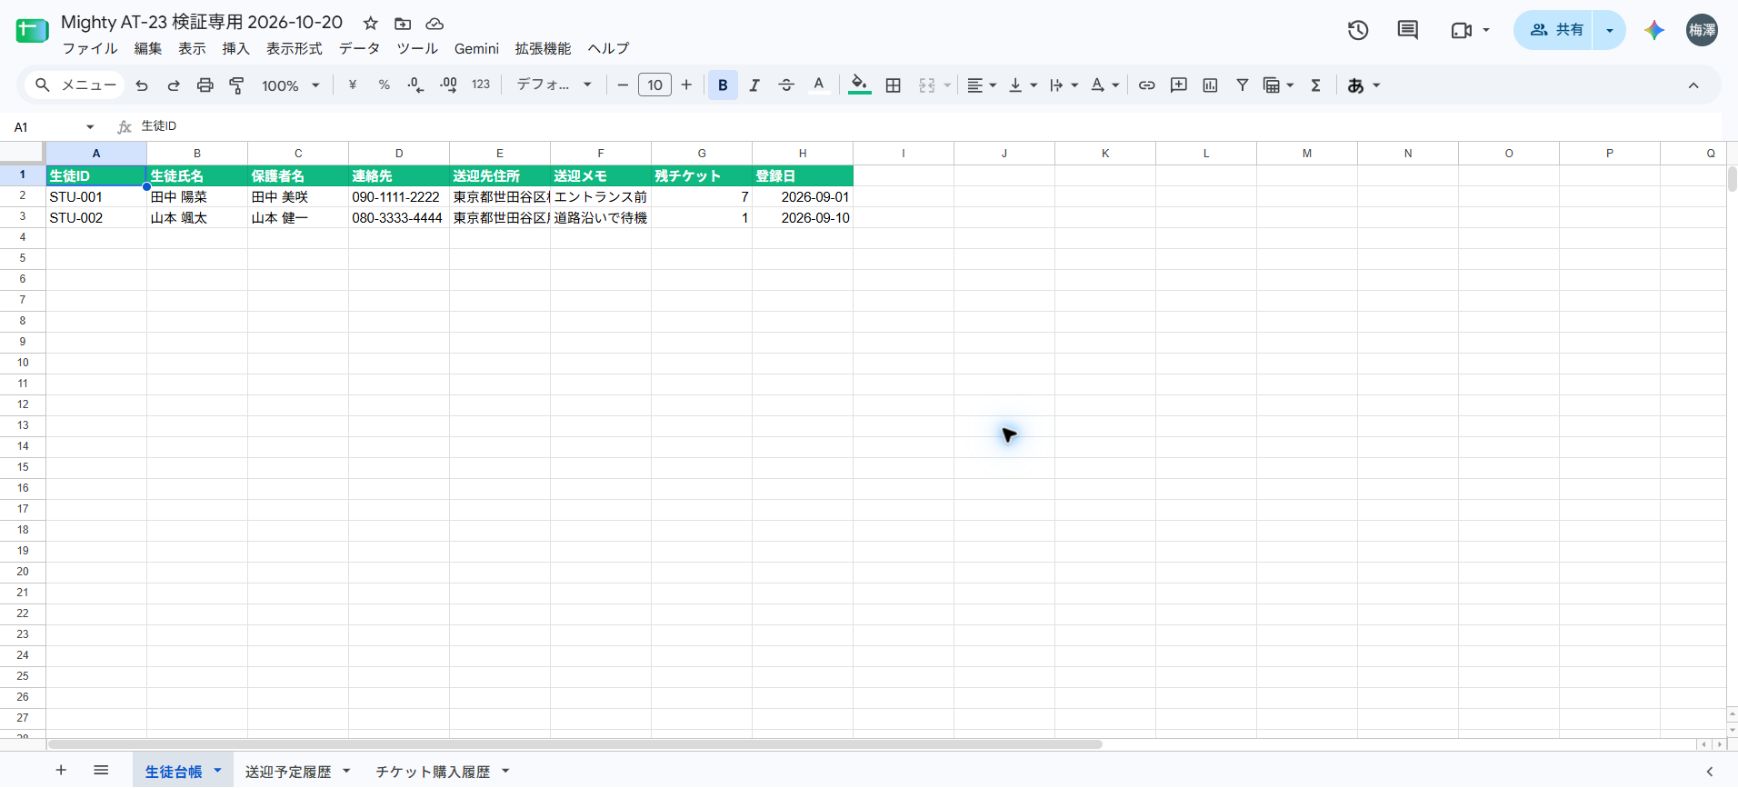 Mighty AT-23 検証専用 2026-10-20
ファイル 編集 表示 挿入 表示形式 データ ツール Gemini 拡張機能 ヘルプ
共有
梅澤
メニュー 100% ¥ % .0 .00 123 デフォ... 10 B I A Σ あ
A1 fx 生徒ID
A B C D E F G H I J K L M N O P Q
1 生徒ID 生徒氏名 保護者名 連絡先 送迎先住所 送迎メモ 残チケット 登録日
2 STU-001 田中 陽菜 田中 美咲 090-1111-2222 東京都世田谷区 エントランス前 7 2026-09-01
3 STU-002 山本 颯太 山本 健一 080-3333-4444 東京都世田谷区 道路沿いで待機 1 2026-09-10
4
5
6
7
8
9
10
11
12
13
14
15
16
17
18
19
20
21
22
23
24
25
26
27
28
生徒台帳 送迎予定履歴 チケット購入履歴